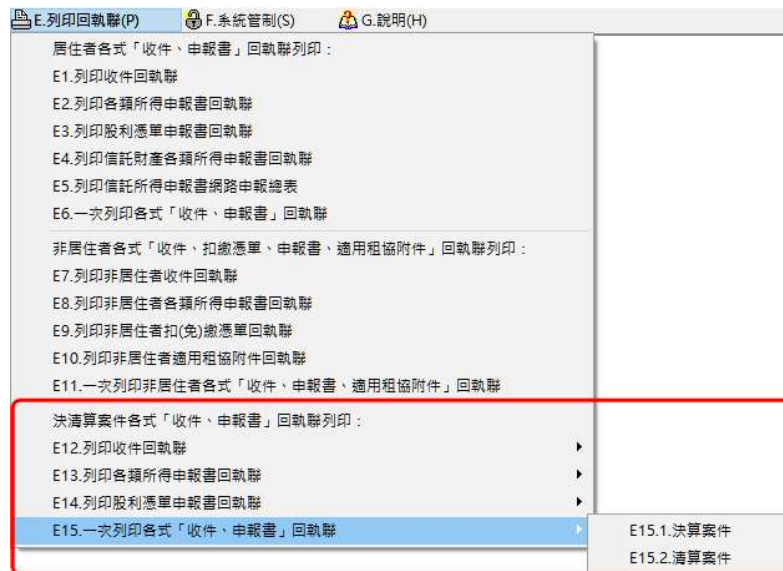 E.列印回執聯(P) F.系統管制(S) G.說明(H)
居住者各式「收件、申報書」回執聯列印：
E1.列印收件回執聯
E2.列印各類所得申報書回執聯
E3.列印股利憑單申報書回執聯
E4.列印信託財產各類所得申報書回執聯
E5.列印信託所得申報書網路申報總表
E6.一次列印各式「收件、申報書」回執聯
非居住者各式「收件、扣繳憑單、申報書、適用租協附件」回執聯列印：
E7.列印非居住者收件回執聯
E8.列印非居住者各類所得申報書回執聯
E9.列印非居住者扣(免)繳憑單回執聯
E10.列印非居住者適用租協附件回執聯
E11.一次列印非居住者各式「收件、申報書、適用租協附件」回執聯
決清算案件各式「收件、申報書」回執聯列印：
E12.列印收件回執聯
E13.列印各類所得申報書回執聯
E14.列印股利憑單申報書回執聯
E15.一次列印各式「收件、申報書」回執聯
E15.1.決算案件
E15.2.清算案件